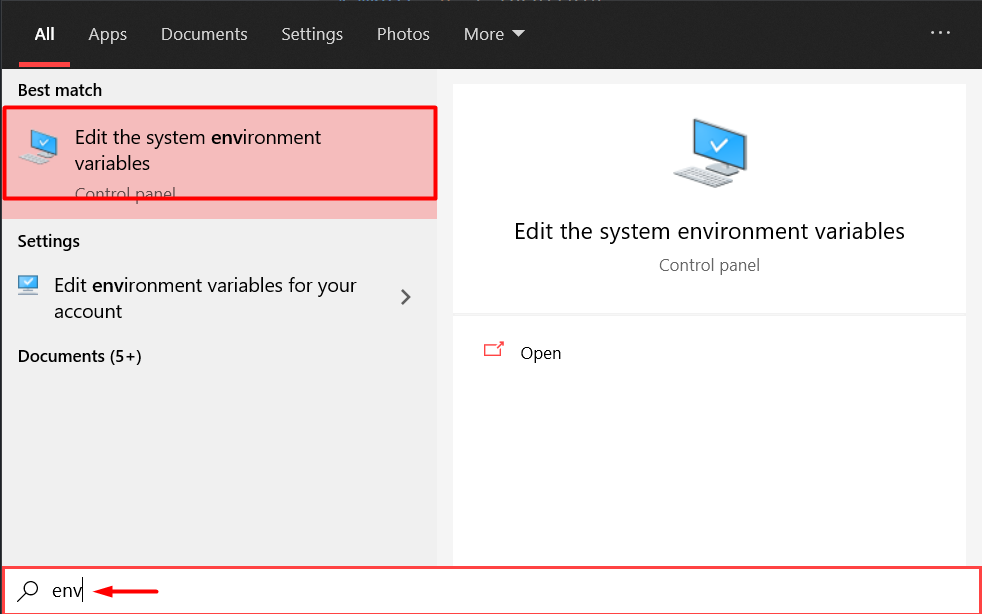 All Apps Documents Settings Photos More
Best match
Edit the system environment
variables
Control panel
Settings
Edit environment variables for your
account
Documents (5+)
Edit the system environment variables
Control panel
Open
env